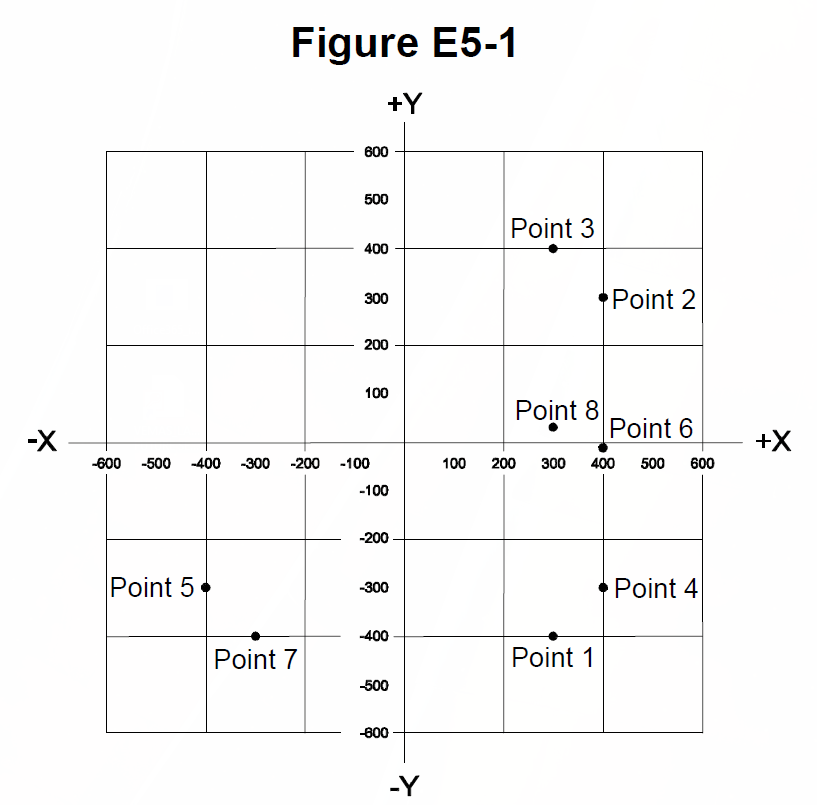 Figure E5-1
+Y
600
500
Point 3
400
300
Point 2
200
100
Point 8
Point 6
-X
+X
-600 -500 -400 -300 -200 -100 100 200 300 400 500 600
-100
-200
Point 5
-300
Point 4
-400
Point 7
Point 1
-500
-600
-Y